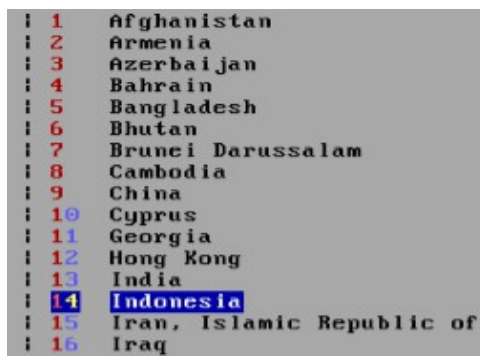 1 Afghanistan
2 Armenia
3 Azerbaijan
4 Bahrain
5 Bangladesh
6 Bhutan
7 Brunei Darussalam
8 Cambodia
9 China
10 Cyprus
11 Georgia
12 Hong Kong
13 India
14 Indonesia
15 Iran, Islamic Republic of
16 Iraq